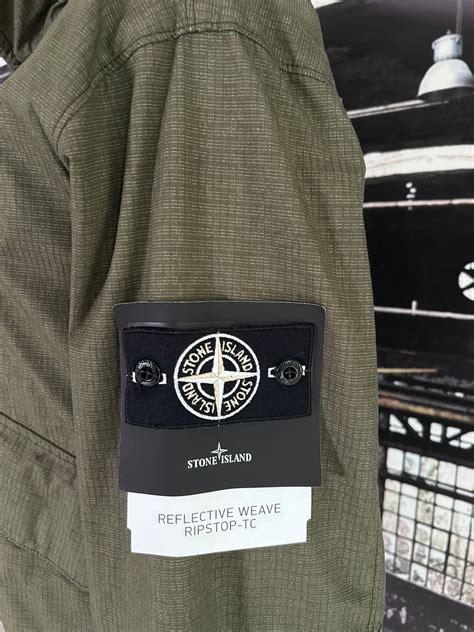 STONE ISLAND
STONE ISLAND
STONE ISLAND
REFLECTIVE WEAVE
RIPSTOP-TC